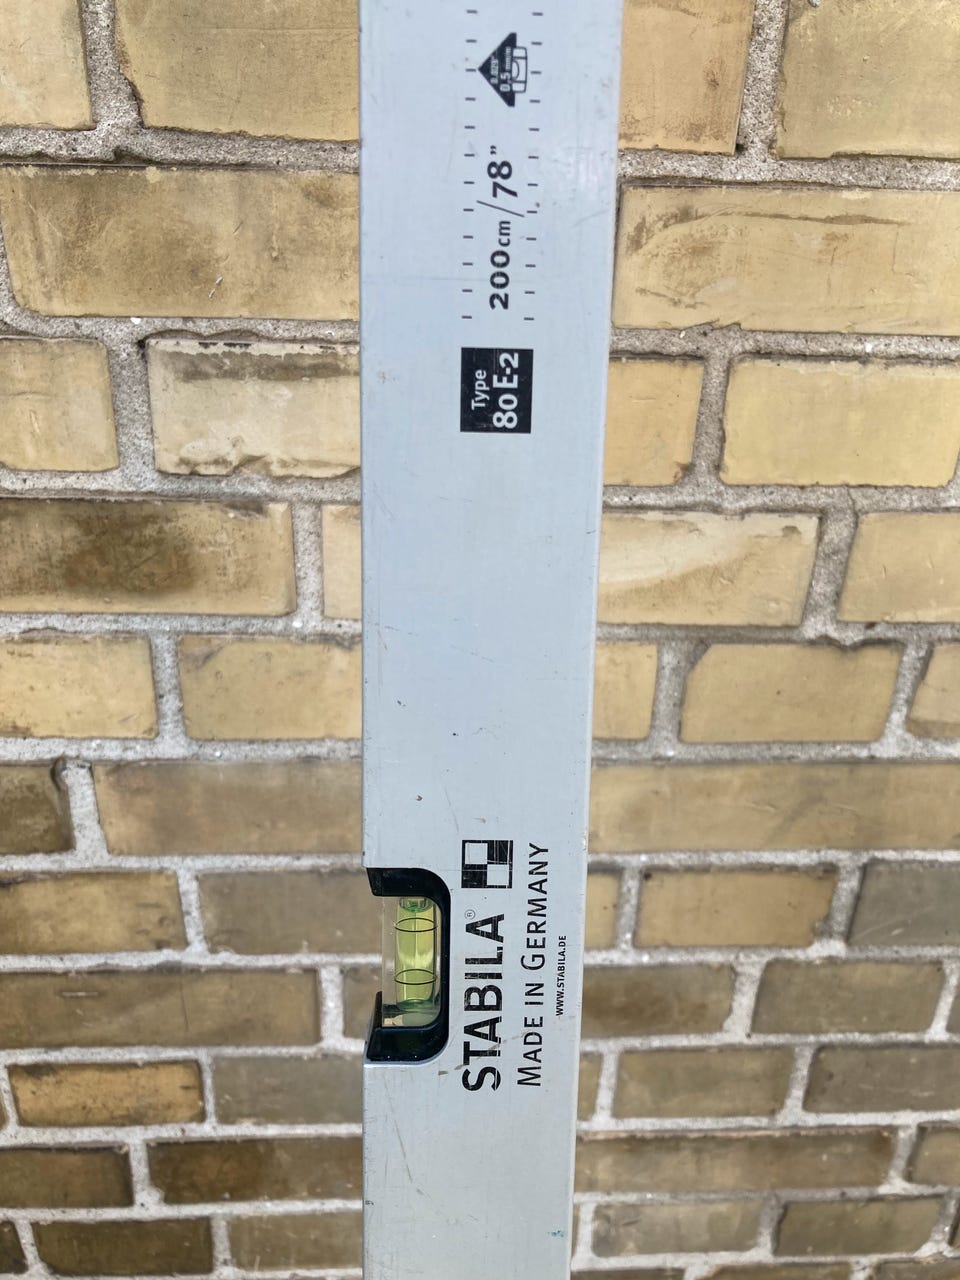 STABILA®
MADE IN GERMANY
WWW.STABILA.DE
Type
80 E-2
200cm/78”